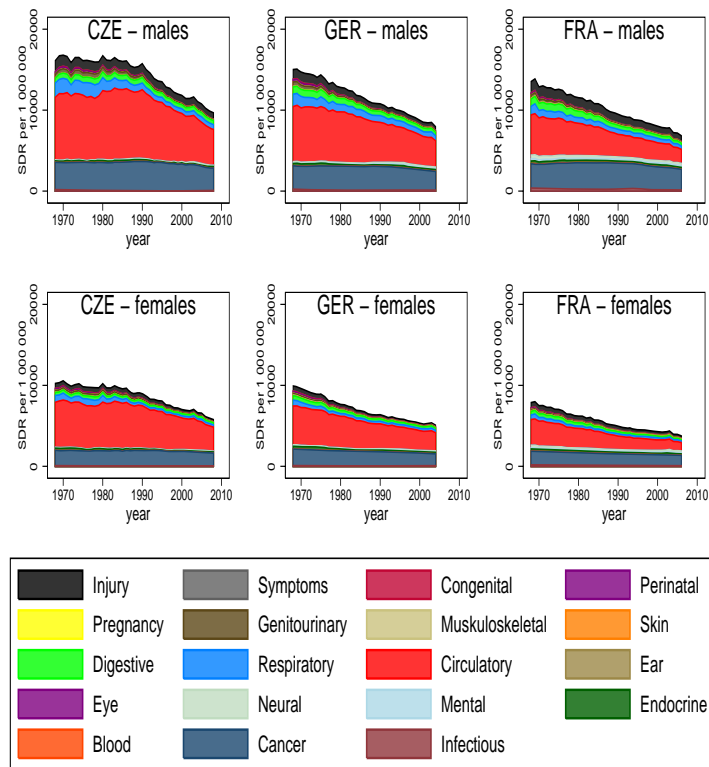 CZE – males
GER – males
FRA – males
SDR per 1 000 000
0
10000
20000
1970
1980
1990
2000
2010
year
SDR per 1 000 000
0
10000
20000
1970
1980
1990
2000
2010
year
SDR per 1 000 000
0
10000
20000
1970
1980
1990
2000
2010
year
CZE – females
GER – females
FRA – females
SDR per 1 000 000
0
10000
20000
1970
1980
1990
2000
2010
year
SDR per 1 000 000
0
10000
20000
1970
1980
1990
2000
2010
year
SDR per 1 000 000
0
10000
20000
1970
1980
1990
2000
2010
year
Injury
Symptoms
Congenital
Perinatal
Pregnancy
Genitourinary
Muskuloskeletal
Skin
Digestive
Respiratory
Circulatory
Ear
Eye
Neural
Mental
Endocrine
Blood
Cancer
Infectious